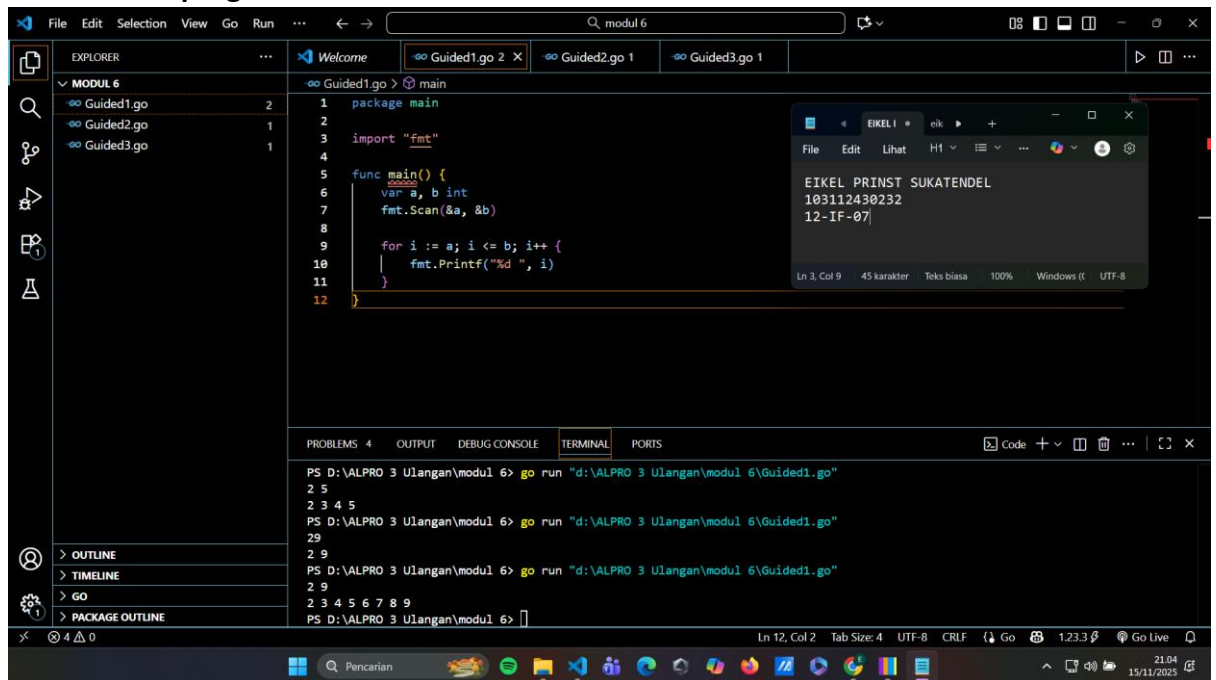 File Edit Selection View Go Run ... modul 6
EXPLORER
MODUL 6
Guided1.go 2
Guided2.go 1
Guided3.go 1
OUTLINE
TIMELINE
GO
PACKAGE OUTLINE
Welcome Guided1.go 2 Guided2.go 1 Guided3.go 1
Guided1.go > main
1 package main
2
3 import "fmt"
4
5 func main() {
6 var a, b int
7 fmt.Scan(&a, &b)
8
9 for i := a; i <= b; i++ {
10 fmt.Printf("%d ", i)
11 }
12 }
EIKEL I eik
File Edit Lihat H1
EIKEL PRINST SUKATENDEL
103112430232
12-IF-07
Ln 3, Col 9 45 karakter Teks biasa 100% Windows (( UTF-8
PROBLEMS 4 OUTPUT DEBUG CONSOLE TERMINAL PORTS Code
PS D:\ALPRO 3 Ulangan\modul 6> go run "d:\ALPRO 3 Ulangan\modul 6\Guided1.go"
2 5
2 3 4 5
PS D:\ALPRO 3 Ulangan\modul 6> go run "d:\ALPRO 3 Ulangan\modul 6\Guided1.go"
29
2 9
PS D:\ALPRO 3 Ulangan\modul 6> go run "d:\ALPRO 3 Ulangan\modul 6\Guided1.go"
2 9
2 3 4 5 6 7 8 9
PS D:\ALPRO 3 Ulangan\modul 6>
4 0 Ln 12, Col 2 Tab Size: 4 UTF-8 CRLF Go 1.23.3 Go Live
Pencarian
21.04
15/11/2025